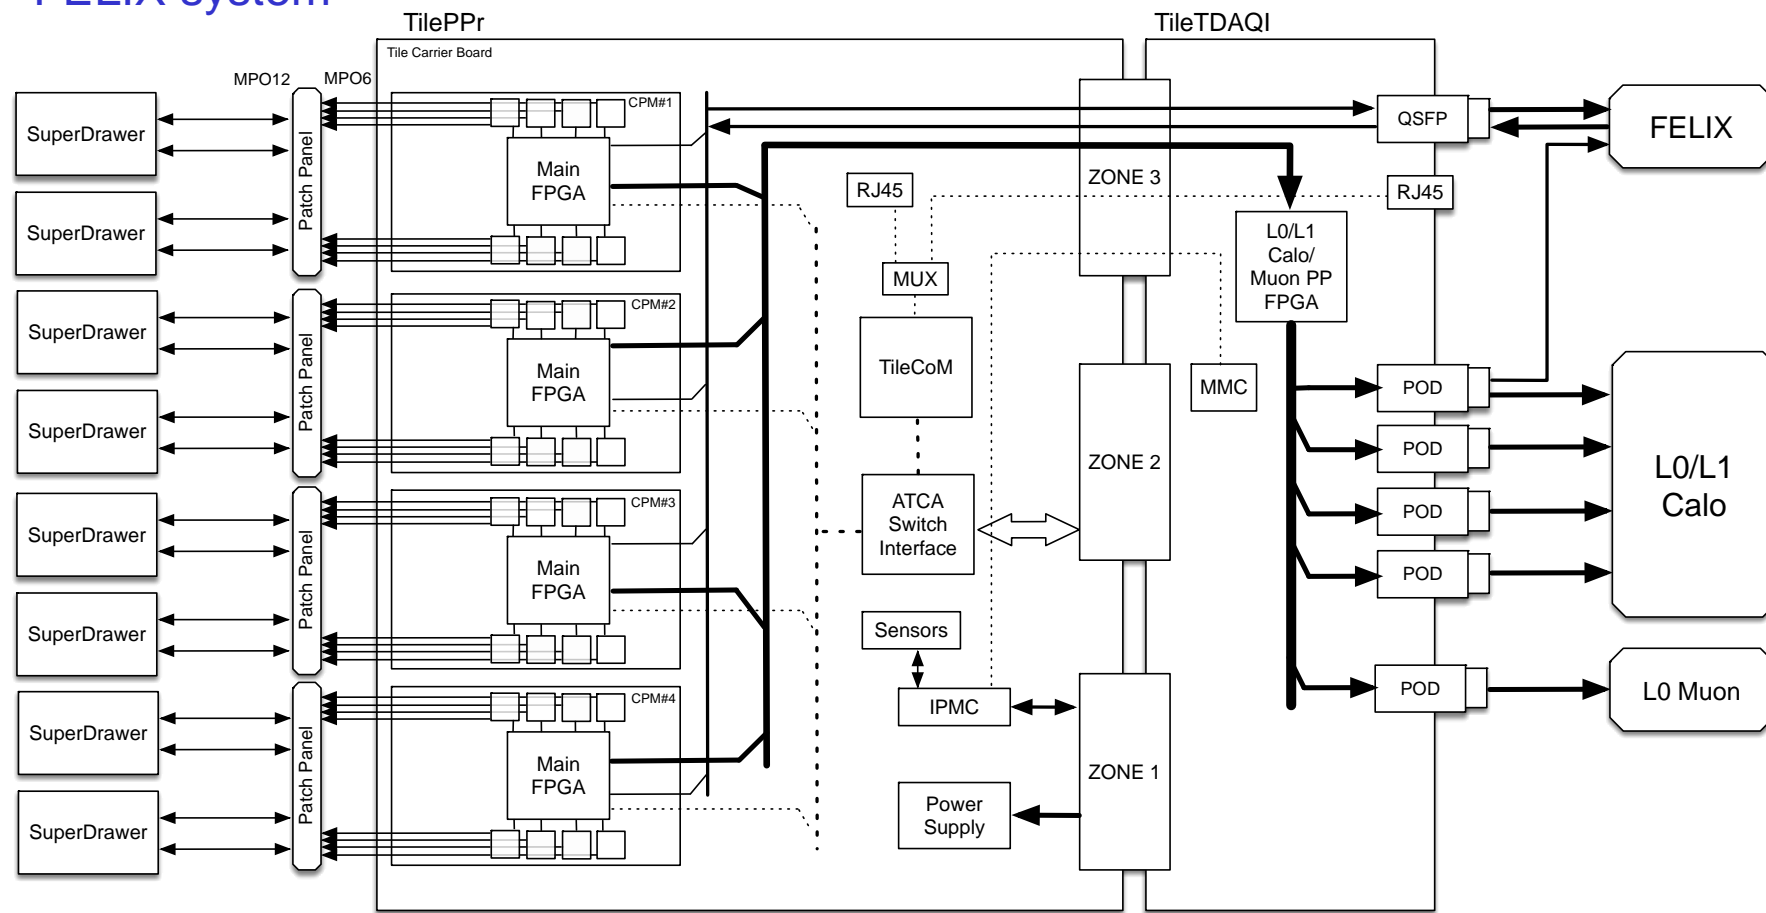 FELIX system
TilePPr
TileTDAQI
Tile Carrier Board
MPO12
MPO6
SuperDrawer
SuperDrawer
SuperDrawer
SuperDrawer
SuperDrawer
SuperDrawer
SuperDrawer
SuperDrawer
Patch Panel
Patch Panel
Patch Panel
Patch Panel
CPM#1
Main
FPGA
CPM#2
Main
FPGA
CPM#3
Main
FPGA
CPM#4
Main
FPGA
RJ45
MUX
TileCoM
ATCA
Switch
Interface
Sensors
IPMC
Power
Supply
ZONE 3
ZONE 2
ZONE 1
QSFP
RJ45
L0/L1
Calo/
Muon PP
FPGA
MMC
POD
POD
POD
POD
POD
FELIX
L0/L1
Calo
L0 Muon